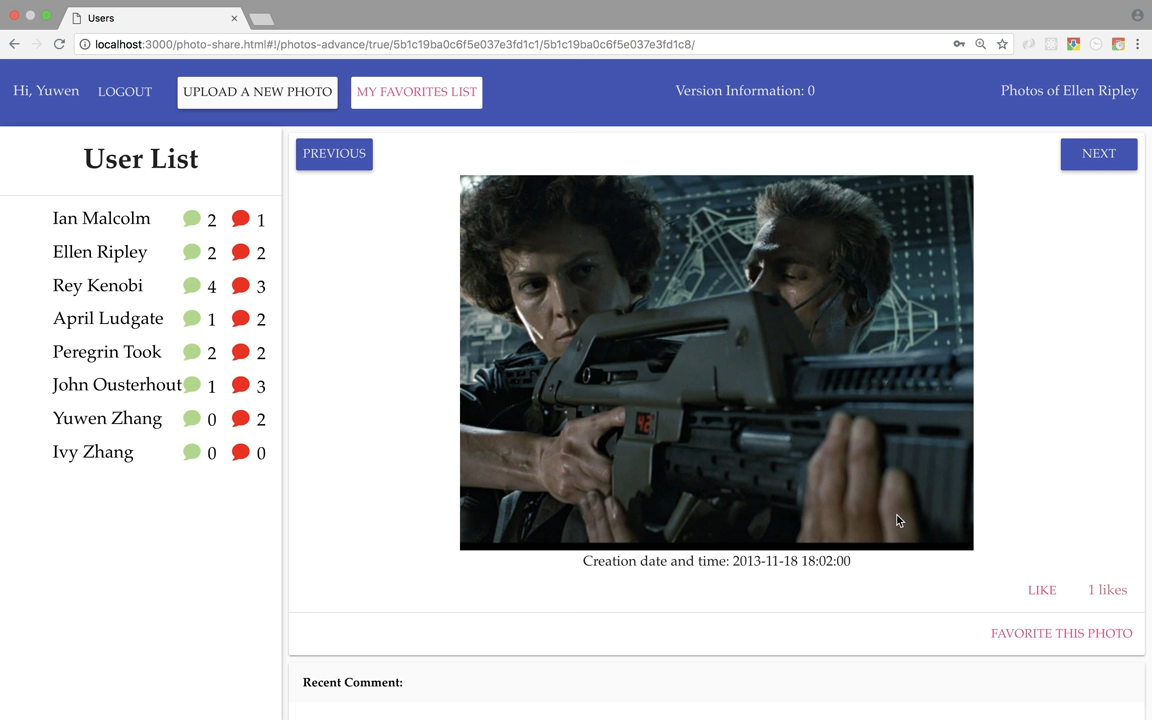 Users
localhost:3000/photo-share.html#!/photos-advance/true/5b1c19ba0c6f5e037e3fd1c1/5b1c19ba0c6f5e037e3fd1c8/
Hi, Yuwen LOGOUT UPLOAD A NEW PHOTO MY FAVORITES LIST Version Information: 0 Photos of Ellen Ripley
User List
Ian Malcolm 2 1
Ellen Ripley 2 2
Rey Kenobi 4 3
April Ludgate 1 2
Peregrin Took 2 2
John Ousterhout 1 3
Yuwen Zhang 0 2
Ivy Zhang 0 0
PREVIOUS NEXT
42
Creation date and time: 2013-11-18 18:02:00
LIKE 1 likes
FAVORITE THIS PHOTO
Recent Comment: